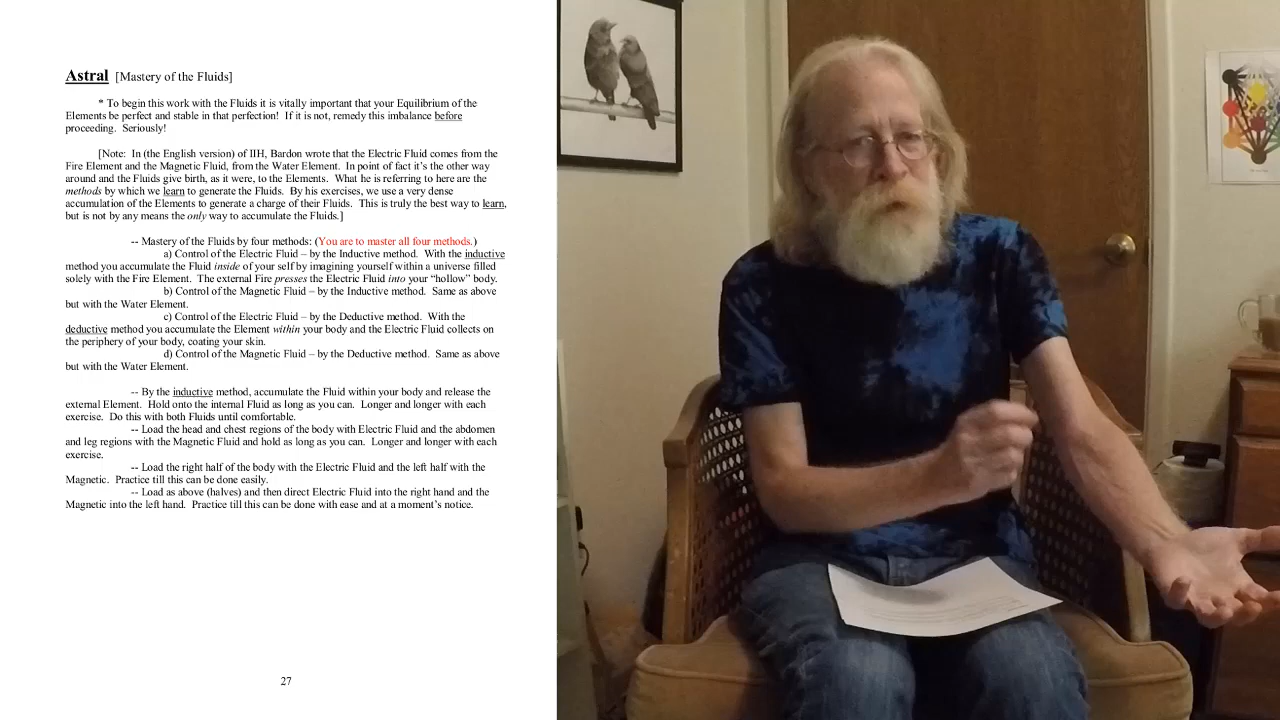 Astral [Mastery of the Fluids]
* To begin this work with the Fluids it is vitally important that your Equilibrium of the
Elements be perfect and stable in that perfection! If it is not, remedy this imbalance before
proceeding. Seriously!
[Note: In (the English version) of IIH, Bardon wrote that the Electric Fluid comes from the
Fire Element and the Magnetic Fluid, from the Water Element. In point of fact it's the other way
around and the Fluids give birth, as it were, to the Elements. What he is referring to here are the
methods by which we learn to generate the Fluids. By his exercises, we use a very dense
accumulation of the Elements to generate a charge of their Fluids. This is truly the best way to learn,
but is not by any means the only way to accumulate the Fluids.]
-- Mastery of the Fluids by four methods: (You are to master all four methods.)
a) Control of the Electric Fluid – by the Inductive method. With the inductive
method you accumulate the Fluid inside of your self by imagining yourself within a universe filled
solely with the Fire Element. The external Fire presses the Electric Fluid into your “hollow” body.
b) Control of the Magnetic Fluid – by the Inductive method. Same as above
but with the Water Element.
c) Control of the Electric Fluid – by the Deductive method. With the
deductive method you accumulate the Element within your body and the Electric Fluid collects on
the periphery of your body, coating your skin.
d) Control of the Magnetic Fluid – by the Deductive method. Same as above
but with the Water Element.
-- By the inductive method, accumulate the Fluid within your body and release the
external Element. Hold onto the internal Fluid as long as you can. Longer and longer with each
exercise. Do this with both Fluids until comfortable.
-- Load the head and chest regions of the body with Electric Fluid and the abdomen
and leg regions with the Magnetic Fluid and hold as long as you can. Longer and longer with each
exercise.
-- Load the right half of the body with the Electric Fluid and the left half with the
Magnetic. Practice till this can be done easily.
-- Load as above (halves) and then direct Electric Fluid into the right hand and the
Magnetic into the left hand. Practice till this can be done with ease and at a moment's notice.
27